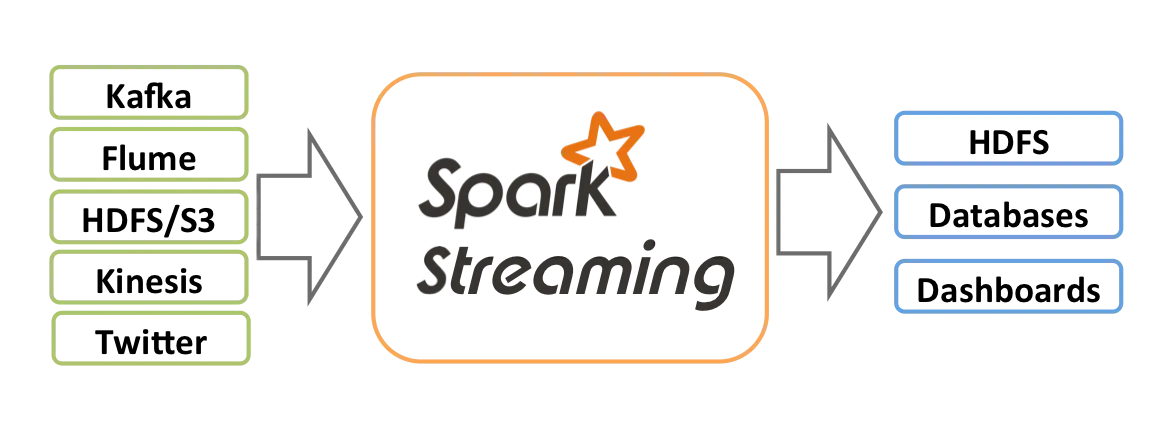 Kafka
Flume
HDFS/S3
Kinesis
Twitter
Spark
Streaming
HDFS
Databases
Dashboards